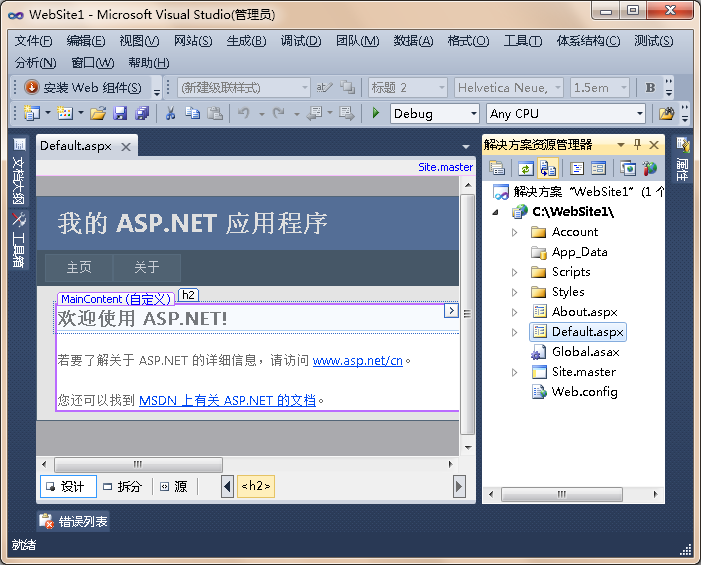 WebSite1 - Microsoft Visual Studio(管理员)
文件(F) 编辑(E) 视图(V) 网站(S) 生成(B) 调试(D) 团队(M) 数据(A) 格式(O) 工具(T) 体系结构(C) 测试(S)
分析(N) 窗口(W) 帮助(H)
安装 Web 组件(S) (新建级联样式) 标题 2 Helvetica Neue, 1.5em B
Debug Any CPU
文档大纲
工具箱
Default.aspx
Site.master
我的 ASP.NET 应用程序
主页 关于
MainContent (自定义) h2
欢迎使用 ASP.NET!
若要了解关于 ASP.NET 的详细信息，请访问 www.asp.net/cn。
您还可以找到 MSDN 上有关 ASP.NET 的文档。
设计 拆分 源 <h2>
解决方案资源管理器
解决方案 "WebSite1" (1 个
C:\WebSite1\
Account
App_Data
Scripts
Styles
About.aspx
Default.aspx
Global.asax
Site.master
Web.config
属性
错误列表
就绪